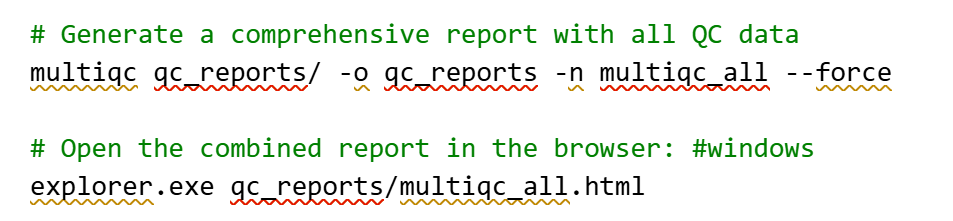 # Generate a comprehensive report with all QC data
multiqc qc_reports/ -o qc_reports -n multiqc_all --force
# Open the combined report in the browser: #windows
explorer.exe qc_reports/multiqc_all.html